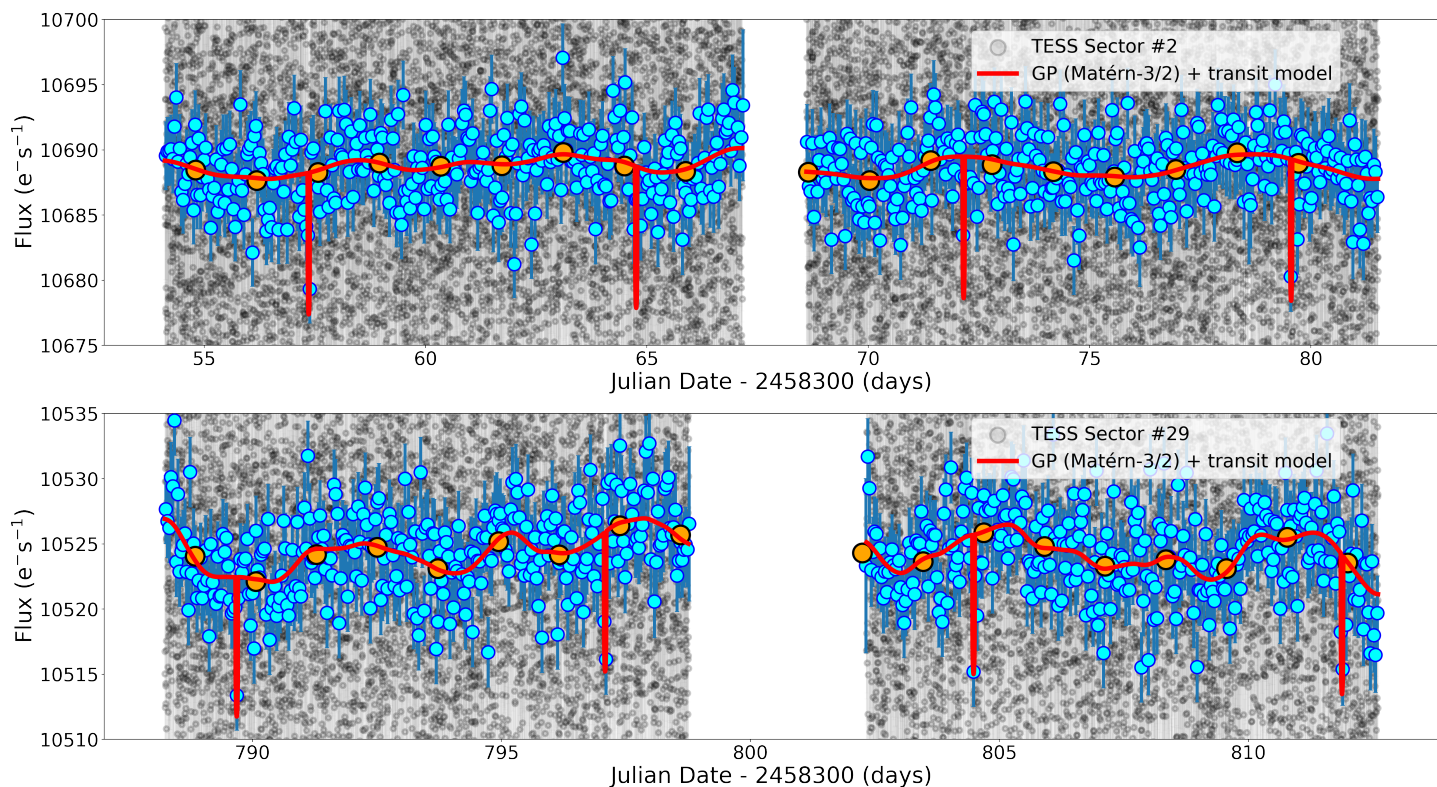 10700
10695
10690
10685
10680
10675
Flux (e⁻s⁻¹)
TESS Sector #2
GP (Matérn-3/2) + transit model
55 60 65 70 75 80
Julian Date - 2458300 (days)
10535
10530
10525
10520
10515
10510
Flux (e⁻s⁻¹)
TESS Sector #29
GP (Matérn-3/2) + transit model
790 795 800 805 810
Julian Date - 2458300 (days)